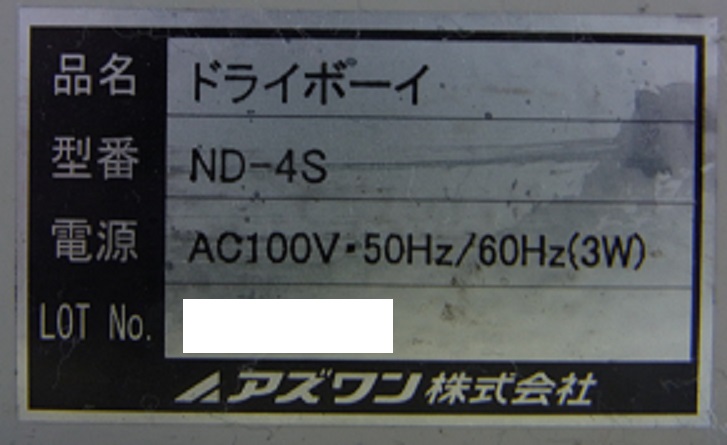 品名 ドライボーイ
型番 ND-4S
電源 AC100V・50Hz/60Hz(3W)
LOT No.
アズワン株式会社